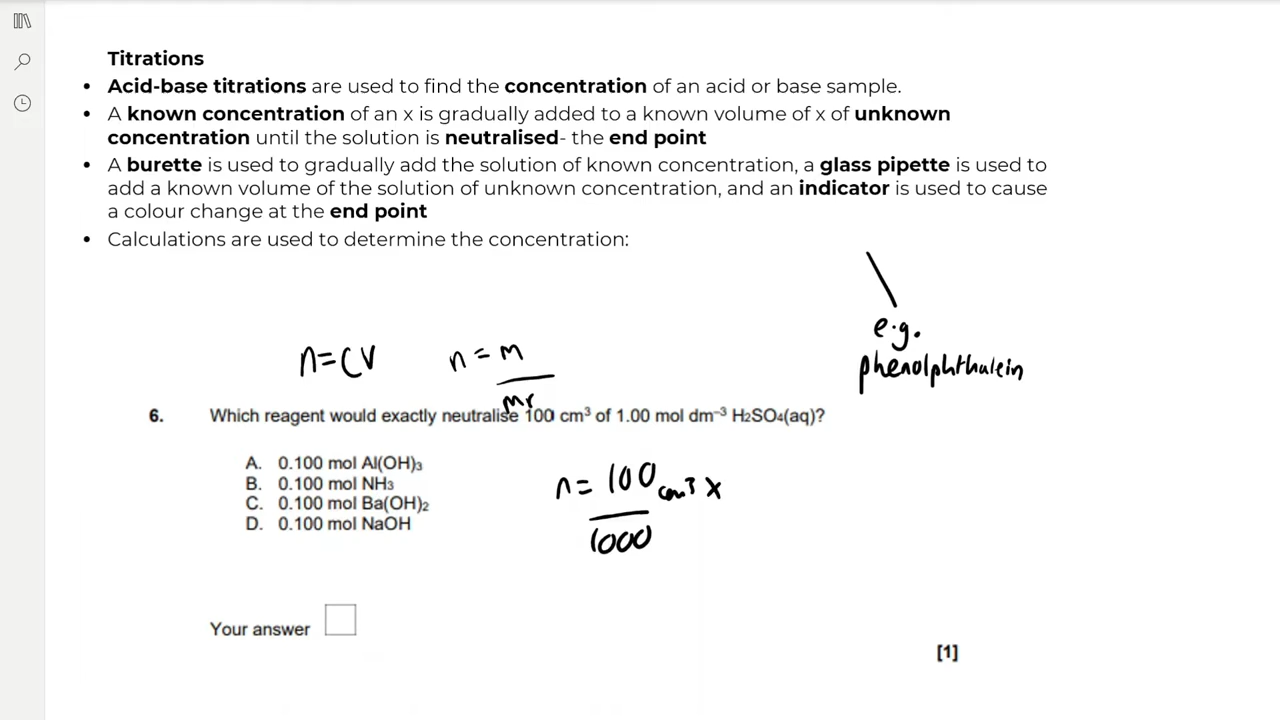 Titrations
• Acid-base titrations are used to find the concentration of an acid or base sample.
• A known concentration of an x is gradually added to a known volume of x of unknown
concentration until the solution is neutralised- the end point
• A burette is used to gradually add the solution of known concentration, a glass pipette is used to
add a known volume of the solution of unknown concentration, and an indicator is used to cause
a colour change at the end point
• Calculations are used to determine the concentration:
e.g.
phenolphthalein
n=CV
n = m
mr
6. Which reagent would exactly neutralise 100 cm³ of 1.00 mol dm⁻³ H₂SO₄(aq)?
A. 0.100 mol Al(OH)₃
B. 0.100 mol NH₃
C. 0.100 mol Ba(OH)₂
D. 0.100 mol NaOH
n= 100 cm³ x
1000
Your answer
[1]